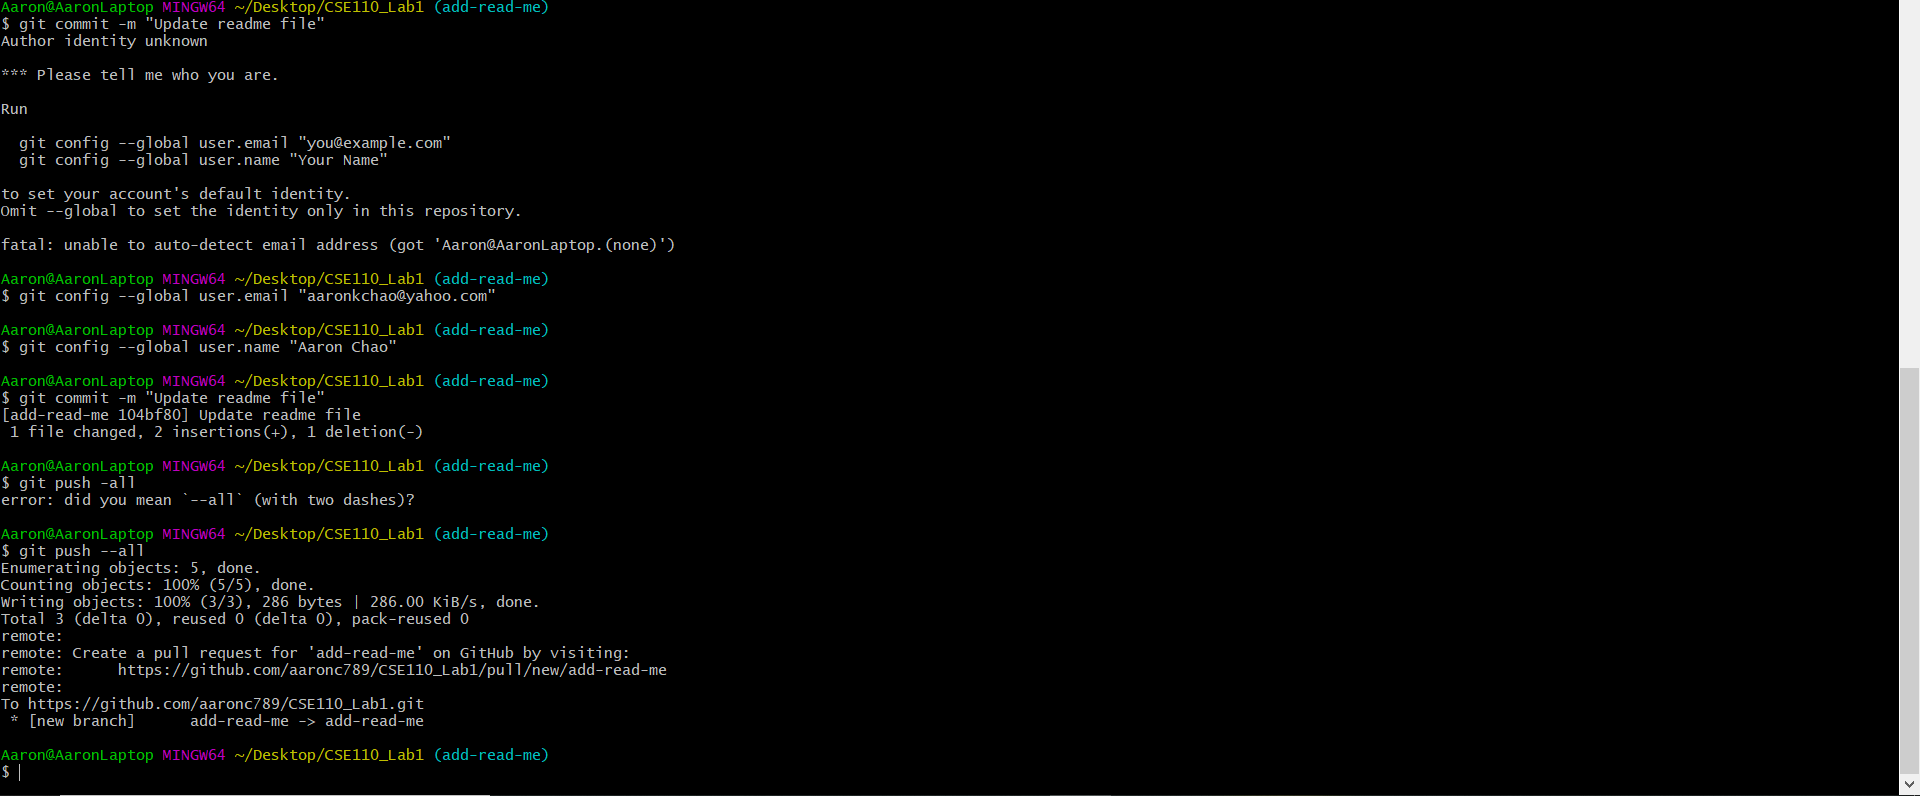 Aaron@AaronLaptop MINGW64 ~/Desktop/CSE110_Lab1 (add-read-me)
$ git commit -m "Update readme file"
Author identity unknown

*** Please tell me who you are.

Run

  git config --global user.email "you@example.com"
  git config --global user.name "Your Name"

to set your account's default identity.
Omit --global to set the identity only in this repository.

fatal: unable to auto-detect email address (got 'Aaron@AaronLaptop.(none)')

Aaron@AaronLaptop MINGW64 ~/Desktop/CSE110_Lab1 (add-read-me)
$ git config --global user.email "aaronkchao@yahoo.com"

Aaron@AaronLaptop MINGW64 ~/Desktop/CSE110_Lab1 (add-read-me)
$ git config --global user.name "Aaron Chao"

Aaron@AaronLaptop MINGW64 ~/Desktop/CSE110_Lab1 (add-read-me)
$ git commit -m "Update readme file"
[add-read-me 104bf80] Update readme file
 1 file changed, 2 insertions(+), 1 deletion(-)

Aaron@AaronLaptop MINGW64 ~/Desktop/CSE110_Lab1 (add-read-me)
$ git push -all
error: did you mean `--all` (with two dashes)?

Aaron@AaronLaptop MINGW64 ~/Desktop/CSE110_Lab1 (add-read-me)
$ git push --all
Enumerating objects: 5, done.
Counting objects: 100% (5/5), done.
Writing objects: 100% (3/3), 286 bytes | 286.00 KiB/s, done.
Total 3 (delta 0), reused 0 (delta 0), pack-reused 0
remote:
remote: Create a pull request for 'add-read-me' on GitHub by visiting:
remote:      https://github.com/aaronc789/CSE110_Lab1/pull/new/add-read-me
remote:
To https://github.com/aaronc789/CSE110_Lab1.git
 * [new branch]      add-read-me -> add-read-me

Aaron@AaronLaptop MINGW64 ~/Desktop/CSE110_Lab1 (add-read-me)
$